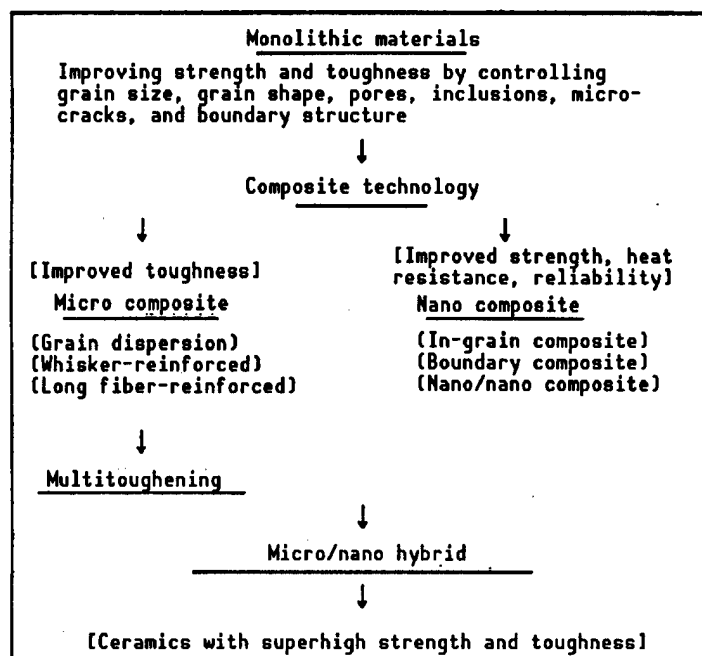 Monolithic materials
Improving strength and toughness by controlling
grain size, grain shape, pores, inclusions, micro-
cracks, and boundary structure
↓
Composite technology
↓ ↓
[Improved toughness]
Micro composite
(Grain dispersion)
(Whisker-reinforced)
(Long fiber-reinforced)
[Improved strength, heat
resistance, reliability]
Nano composite
(In-grain composite)
(Boundary composite)
(Nano/nano composite)
↓
Multitoughening
↓
Micro/nano hybrid
↓
[Ceramics with superhigh strength and toughness]